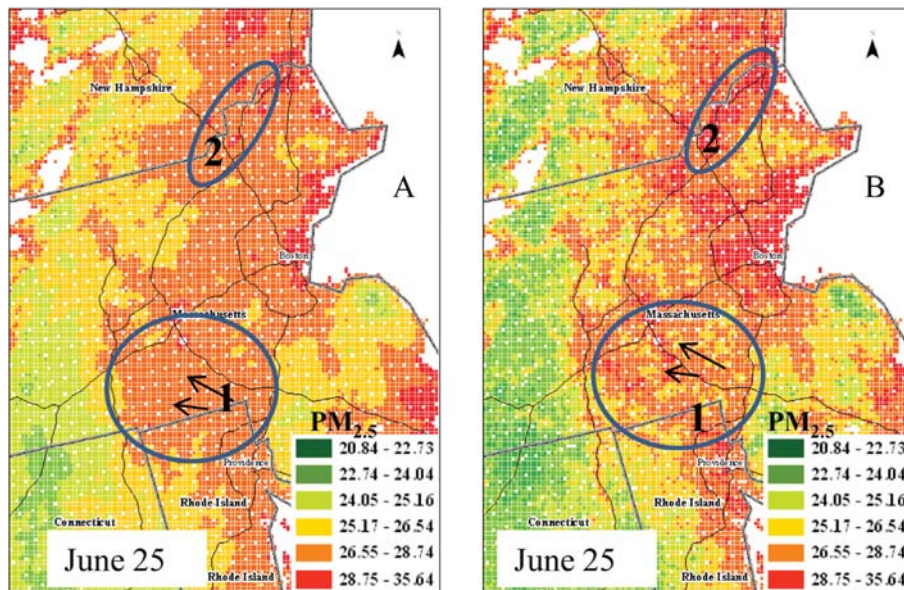 New Hampshire
2
A
Boston
Massachusetts
1
PM2.5
20.84 - 22.73
22.74 - 24.04
24.05 - 25.16
25.17 - 26.54
26.55 - 28.74
28.75 - 35.64
Providence
Rhode Island
Connecticut
June 25
Rhode Island
New Hampshire
2
B
Boston
Massachusetts
1
PM2.5
20.84 - 22.73
22.74 - 24.04
24.05 - 25.16
25.17 - 26.54
26.55 - 28.74
28.75 - 35.64
Providence
Rhode Island
Connecticut
June 25
Rhode Island